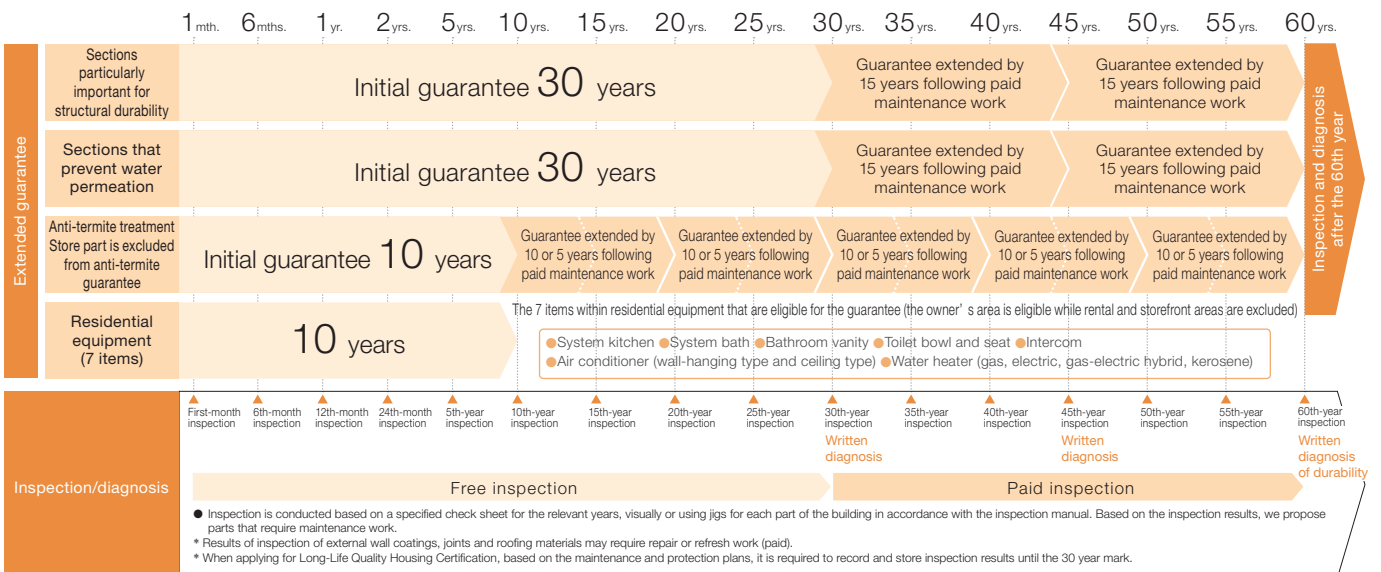 1 mth. 6 mths. 1 yr. 2 yrs. 5 yrs. 10 yrs. 15 yrs. 20 yrs. 25 yrs. 30 yrs. 35 yrs. 40 yrs. 45 yrs. 50 yrs. 55 yrs. 60 yrs.
Extended guarantee
Sections
particularly
important for
structural durability
Initial guarantee 30 years
Guarantee extended by
15 years following paid
maintenance work
Guarantee extended by
15 years following paid
maintenance work
Sections that
prevent water
permeation
Initial guarantee 30 years
Guarantee extended by
15 years following paid
maintenance work
Guarantee extended by
15 years following paid
maintenance work
Anti-termite treatment
Store part is excluded
from anti-termite
guarantee
Initial guarantee 10 years
Guarantee extended by
10 or 5 years following
paid maintenance work
Guarantee extended by
10 or 5 years following
paid maintenance work
Guarantee extended by
10 or 5 years following
paid maintenance work
Guarantee extended by
10 or 5 years following
paid maintenance work
Guarantee extended by
10 or 5 years following
paid maintenance work
Inspection and diagnosis
after the 60th year
Residential
equipment
(7 items)
10 years
The 7 items within residential equipment that are eligible for the guarantee (the owner' s area is eligible while rental and storefront areas are excluded)
●System kitchen ●System bath ●Bathroom vanity ●Toilet bowl and seat ●Intercom
●Air conditioner (wall-hanging type and ceiling type) ●Water heater (gas, electric, gas-electric hybrid, kerosene)
Inspection/diagnosis
First-month
inspection
6th-month
inspection
12th-month
inspection
24th-month
inspection
5th-year
inspection
10th-year
inspection
15th-year
inspection
20th-year
inspection
25th-year
inspection
30th-year
inspection
Written
diagnosis
35th-year
inspection
40th-year
inspection
45th-year
inspection
Written
diagnosis
50th-year
inspection
55th-year
inspection
60th-year
inspection
Written
diagnosis
of durability
Free inspection
Paid inspection
● Inspection is conducted based on a specified check sheet for the relevant years, visually or using jigs for each part of the building in accordance with the inspection manual. Based on the inspection results, we propose
parts that require maintenance work.
* Results of inspection of external wall coatings, joints and roofing materials may require repair or refresh work (paid).
* When applying for Long-Life Quality Housing Certification, based on the maintenance and protection plans, it is required to record and store inspection results until the 30 year mark.